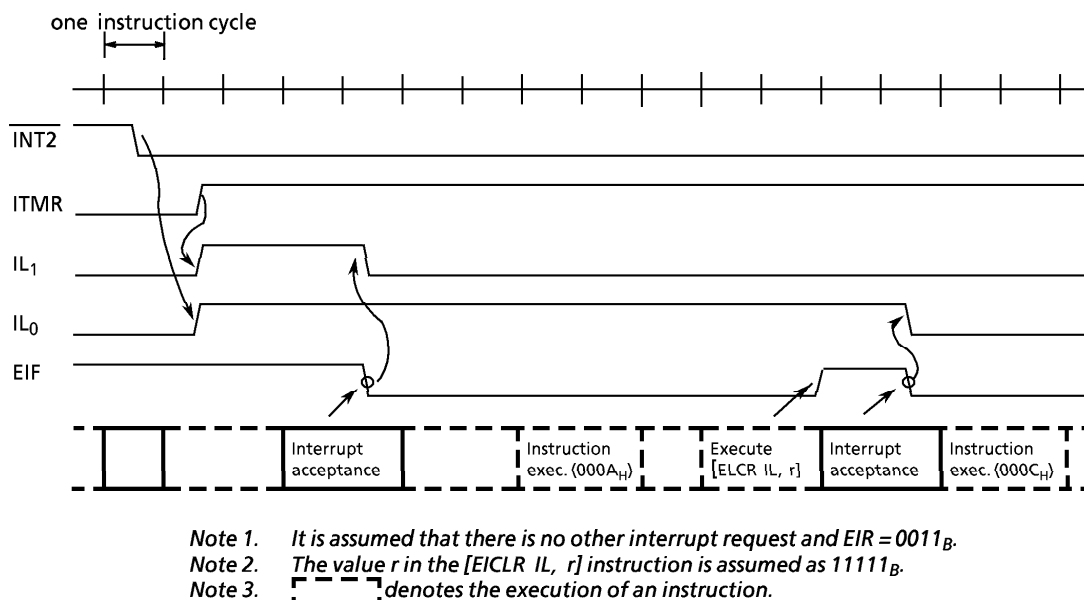 one instruction cycle
INT2
ITMR
IL1
IL0
EIF
Interrupt acceptance
Instruction exec. (000AH)
Execute [ELCR IL, r]
Interrupt acceptance
Instruction exec. (000CH)
Note 1. It is assumed that there is no other interrupt request and EIR = 0011B.
Note 2. The value r in the [EICLR IL, r] instruction is assumed as 11111B.
Note 3. denotes the execution of an instruction.